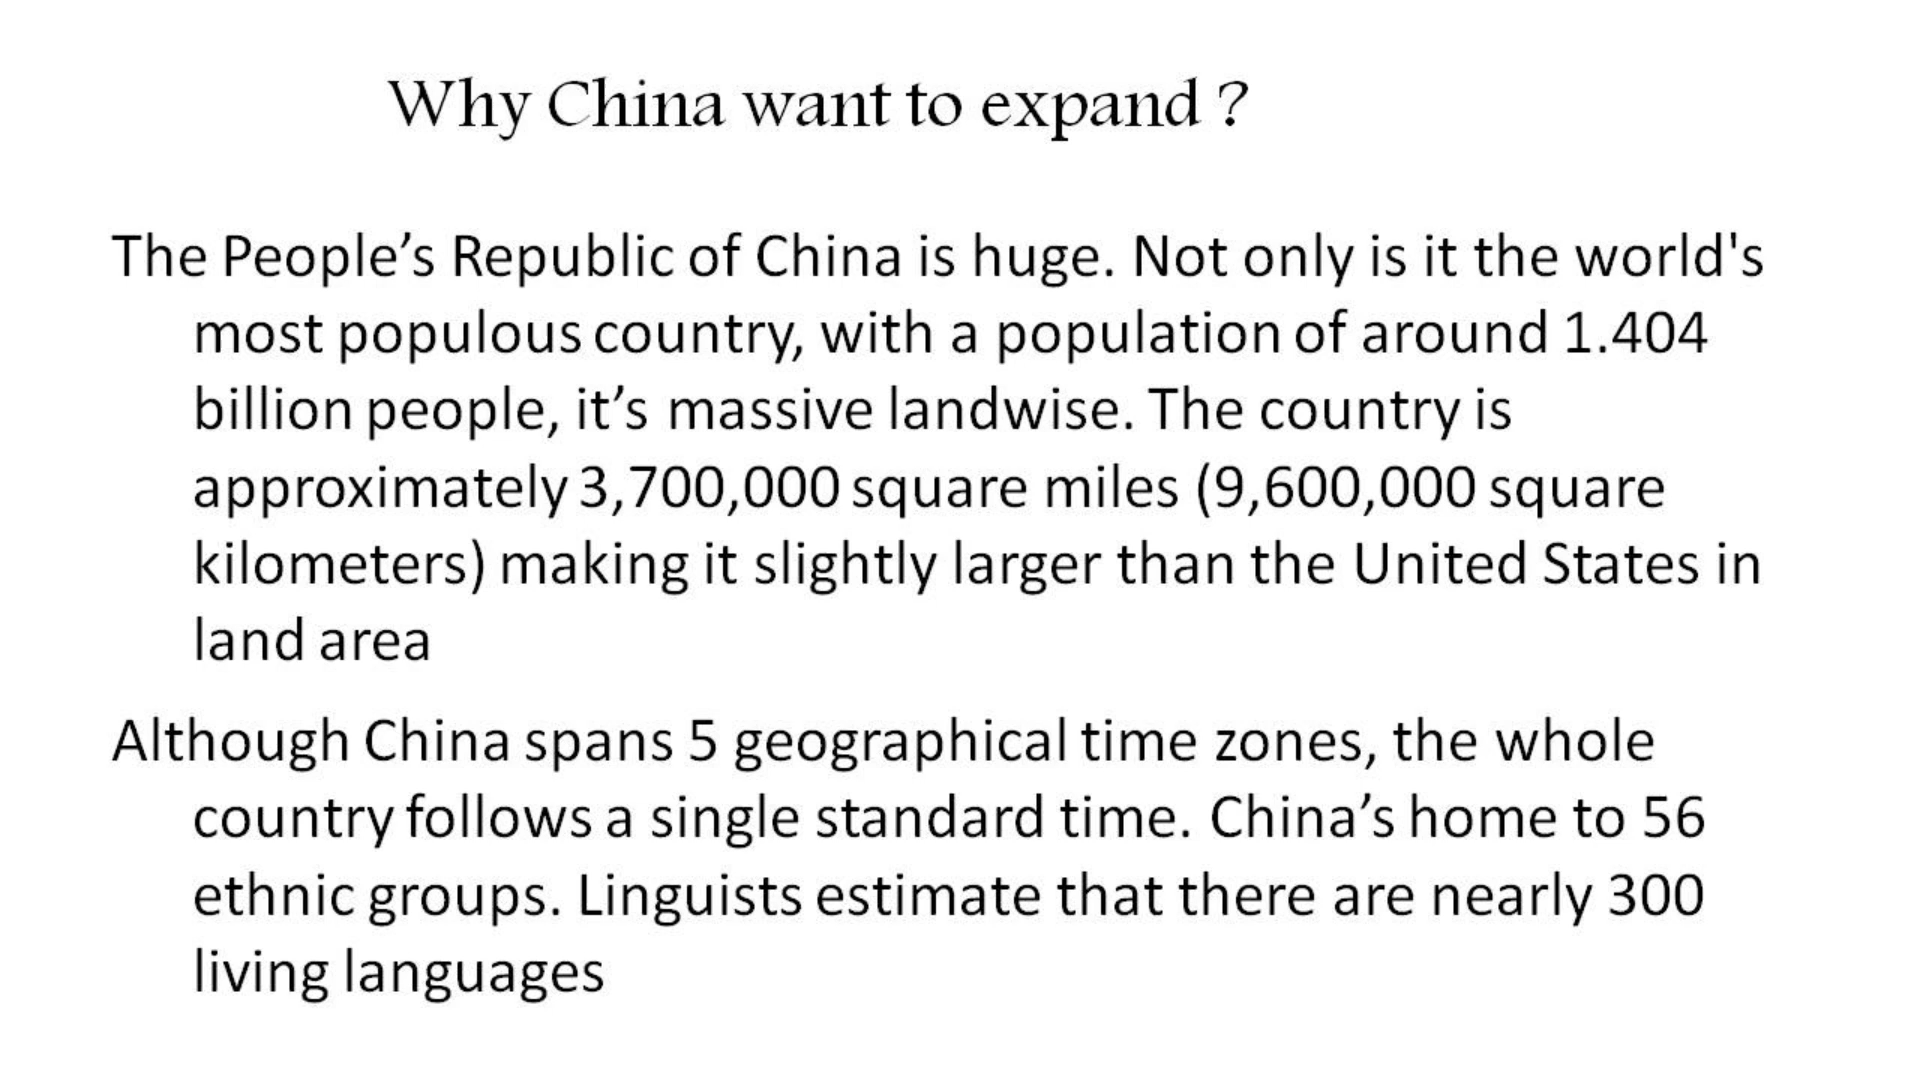 Why China want to expand ?
The People’s Republic of China is huge. Not only is it the world's
most populous country, with a population of around 1.404
billion people, it’s massive landwise. The country is
approximately 3,700,000 square miles (9,600,000 square
kilometers) making it slightly larger than the United States in
land area
Although China spans 5 geographical time zones, the whole
country follows a single standard time. China’s home to 56
ethnic groups. Linguists estimate that there are nearly 300
living languages